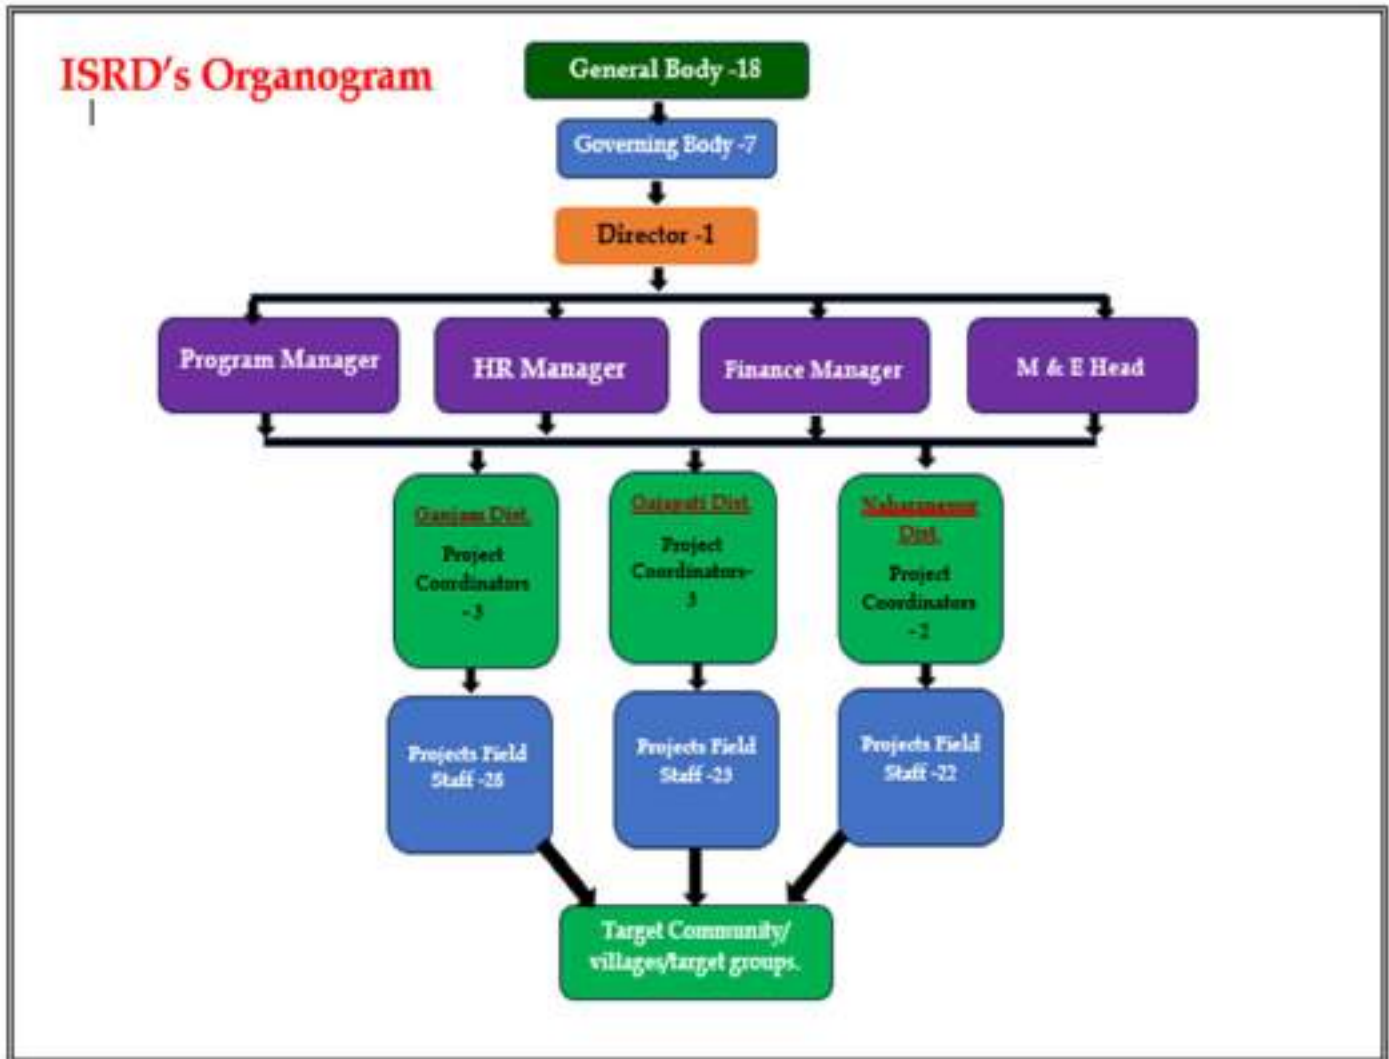 ISRD's Organogram
General Body -18
Governing Body -7
Director -1
Program Manager
HR Manager
Finance Manager
M & E Head
Ganjam Dist.
Project
Coordinators
- 3
Gajapati Dist.
Project
Coordinators-
3
Dist.
Project
Coordinators
- 2
Projects Field
Staff -28
Projects Field
Staff -23
Projects Field
Staff -22
Target Community/
villages/target groups.